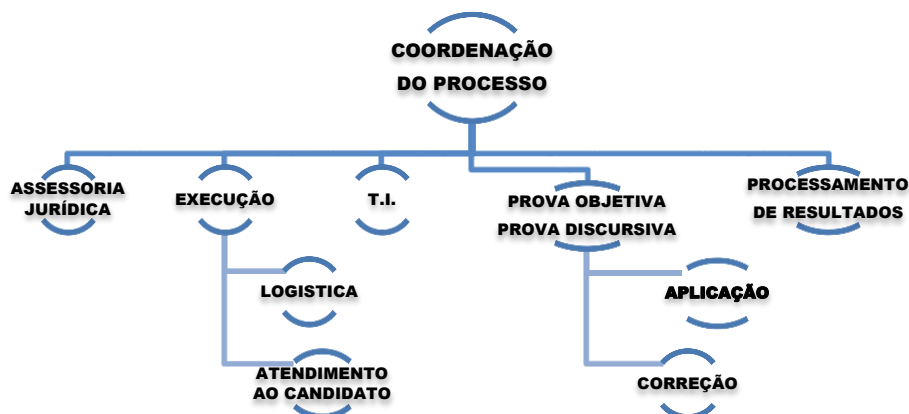 COORDENAÇÃO
DO PROCESSO
ASSESSORIA
JURÍDICA
EXECUÇÃO
T.I.
PROVA OBJETIVA
PROVA DISCURSIVA
PROCESSAMENTO
DE RESULTADOS
LOGISTICA
APLICAÇÃO
ATENDIMENTO
AO CANDIDATO
CORREÇÃO